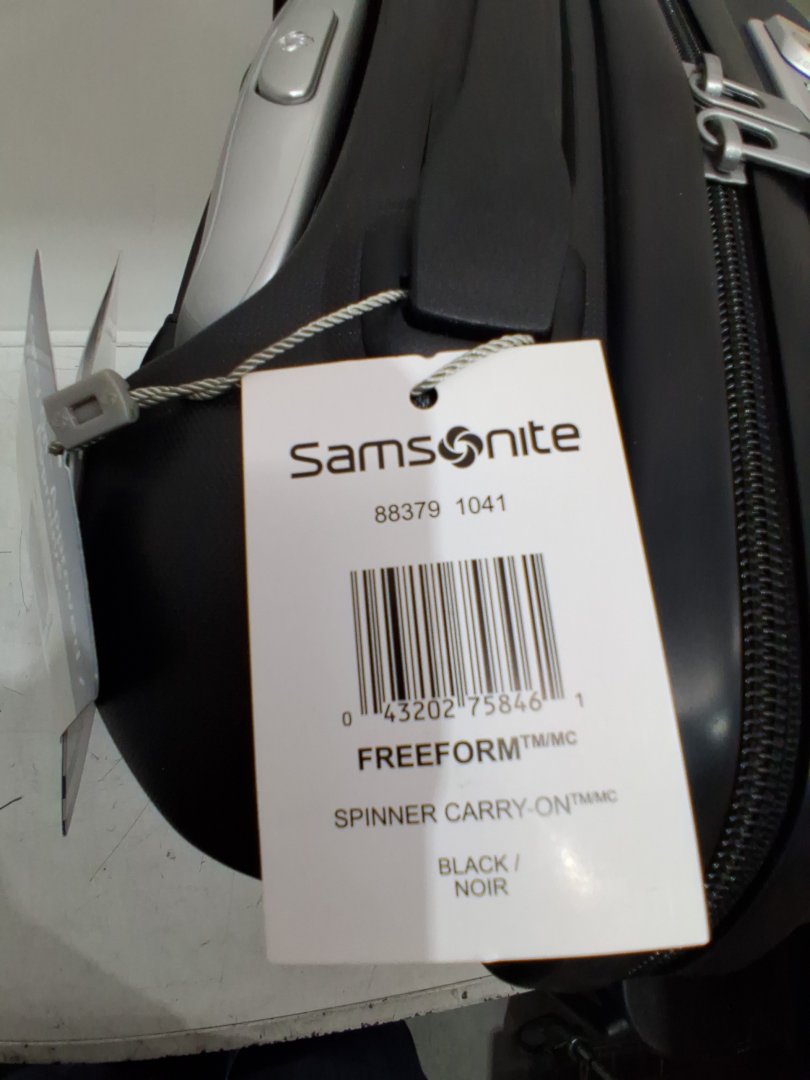 Samsonite
88379 1041
0 43202 75846 1
FREEFORM™/MC
SPINNER CARRY-ON™/MC
BLACK /
NOIR